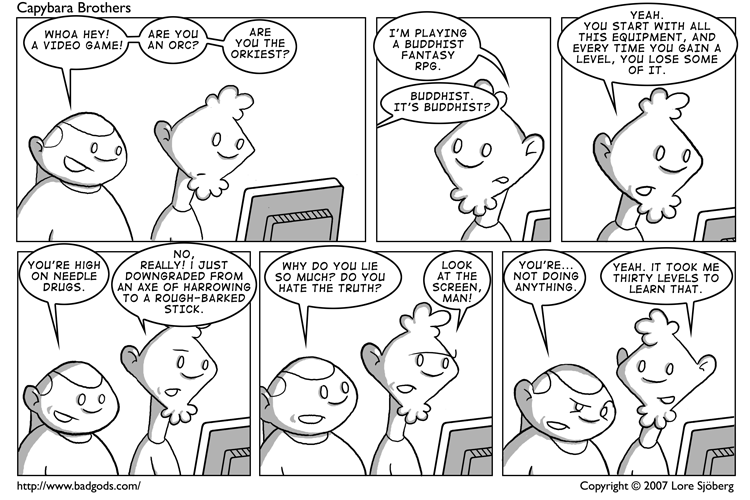 Capybara Brothers
WHOA HEY!
A VIDEO GAME!
ARE YOU
AN ORC?
ARE
YOU THE
ORKIEST?
I'M PLAYING
A BUDDHIST
FANTASY
RPG.
BUDDHIST.
IT'S BUDDHIST?
YEAH.
YOU START WITH ALL
THIS EQUIPMENT, AND
EVERY TIME YOU GAIN A
LEVEL, YOU LOSE SOME
OF IT.
YOU'RE HIGH
ON NEEDLE
DRUGS.
NO,
REALLY! I JUST
DOWNGRADED FROM
AN AXE OF HARROWING
TO A ROUGH-BARKED
STICK.
WHY DO YOU LIE
SO MUCH? DO YOU
HATE THE TRUTH?
LOOK
AT THE
SCREEN,
MAN!
YOU'RE...
NOT DOING
ANYTHING.
YEAH. IT TOOK ME
THIRTY LEVELS TO
LEARN THAT.
http://www.badgods.com/
Copyright © 2007 Lore Sjöberg